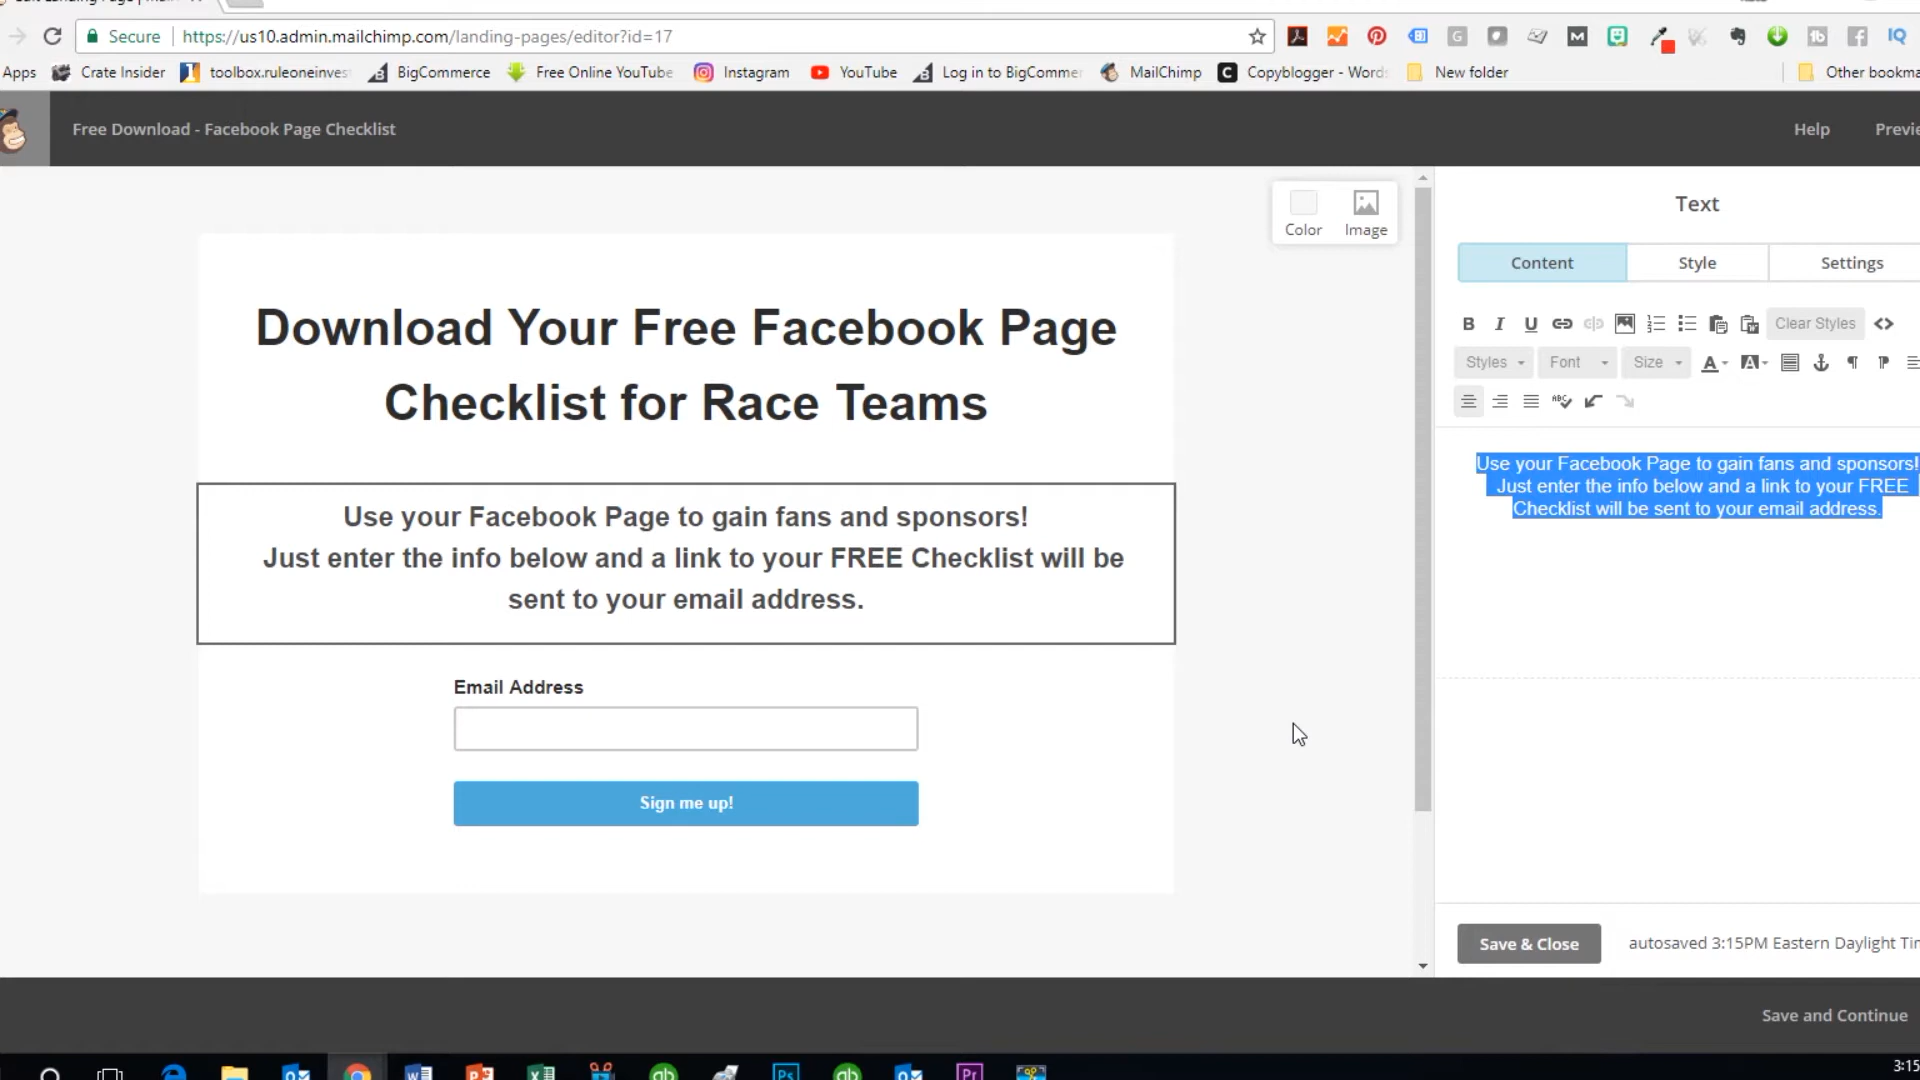 Secure https://us10.admin.mailchimp.com/landing-pages/editor?id=17
Apps Crate Insider toolbox.ruleoneinves BigCommerce Free Online YouTube Instagram YouTube Log in to BigCommer MailChimp Copyblogger - Words New folder Other bookma
Free Download - Facebook Page Checklist Help Previe
Color Image
Text
Content Style Settings
Download Your Free Facebook Page
Checklist for Race Teams
Clear Styles
Styles Font Size
Use your Facebook Page to gain fans and sponsors!
Just enter the info below and a link to your FREE Checklist will be
sent to your email address.
Use your Facebook Page to gain fans and sponsors!
Just enter the info below and a link to your FREE
Checklist will be sent to your email address.
Email Address
Sign me up!
Save & Close autosaved 3:15PM Eastern Daylight Tim
Save and Continue
3:15